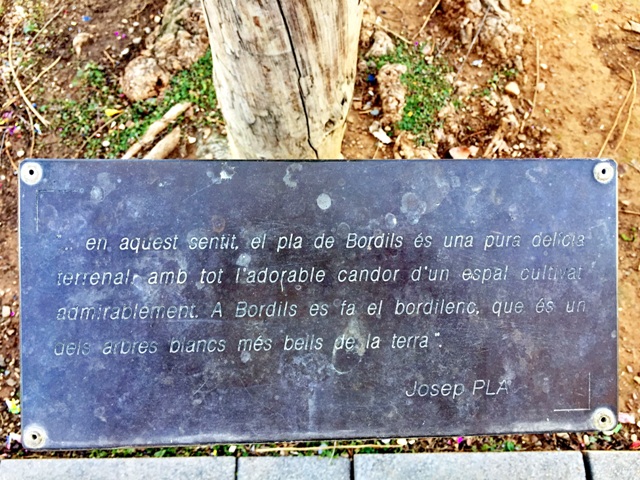 "... en aquest sentit, el pla de Bordils és una pura delícia
terrenal, amb tot l'adorable candor d'un espai cultivat
admirablement. A Bordils es fa el bordilenc, que és un
dels arbres blancs més bells de la terra".
Josep PLA